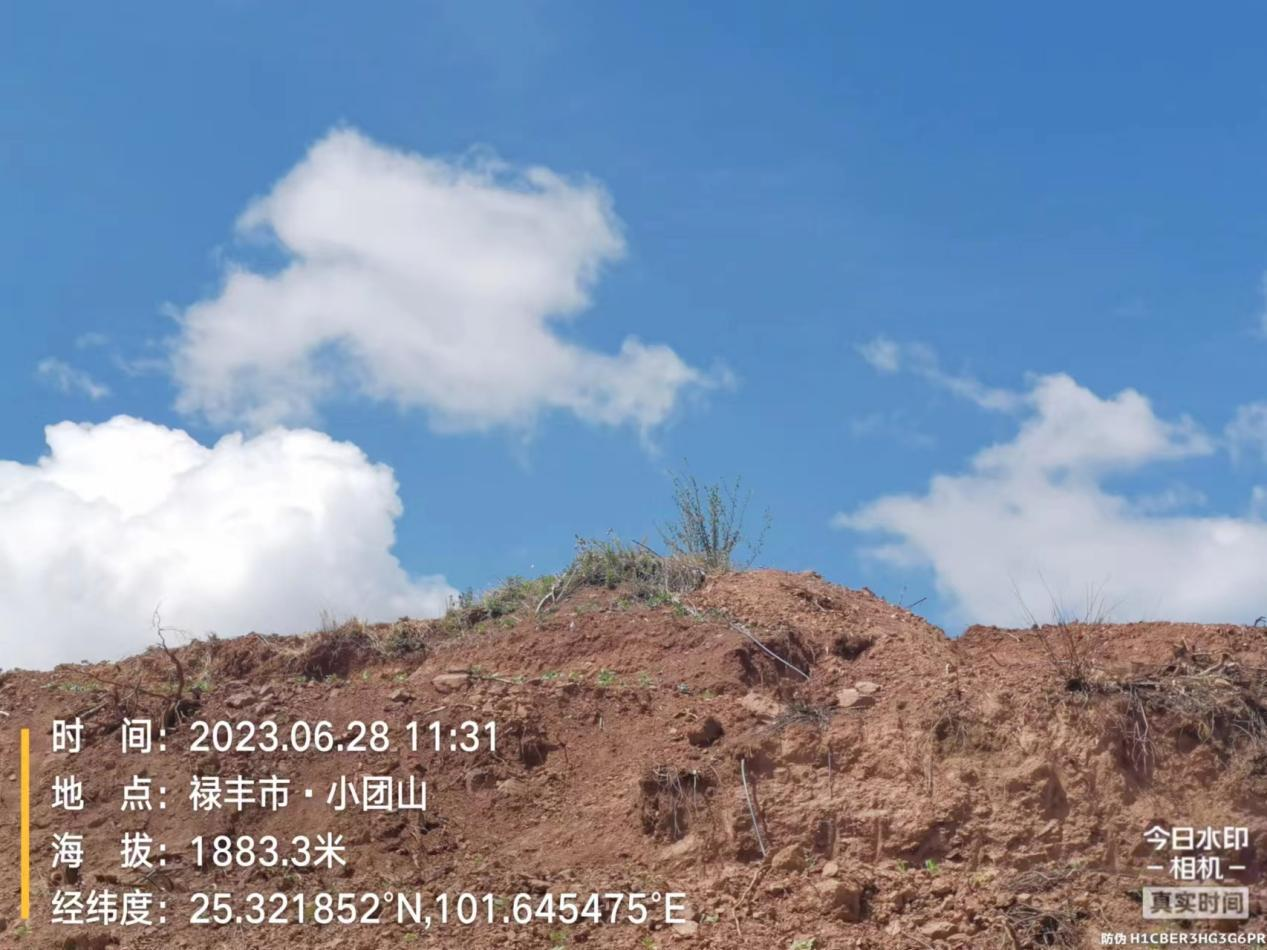 时 间：2023.06.28 11:31
地 点：禄丰市·小团山
海 拔：1883.3米
经纬度：25.321852°N,101.645475°E
今日水印
-相机-
真实时间
防伪 H1CBER3HG3G6PR